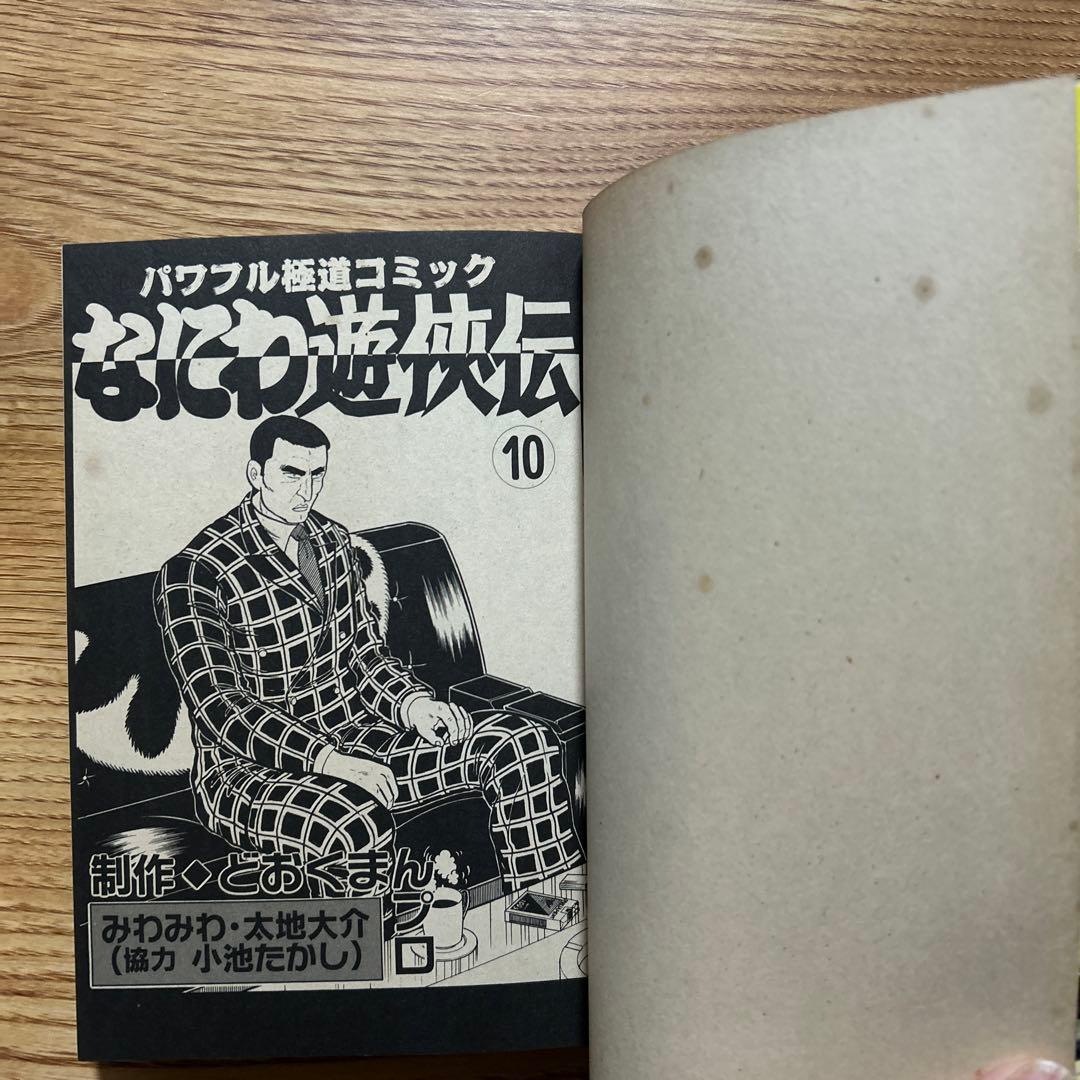 パワフル極道コミック
なにわ遊侠伝
10
制作◆どおくまんプロ
みわみわ・太地大介
(協力 小池たかし)